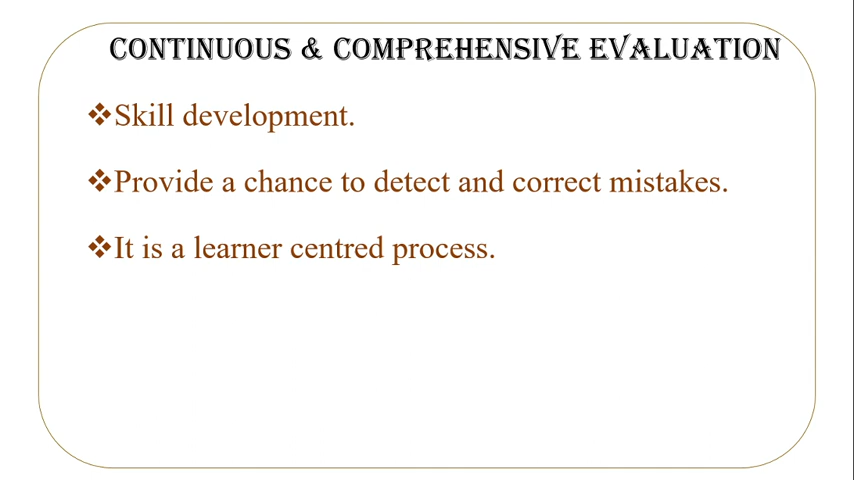 CONTINUOUS & COMPREHENSIVE EVALUATION
❖Skill development.
❖Provide a chance to detect and correct mistakes.
❖It is a learner centred process.